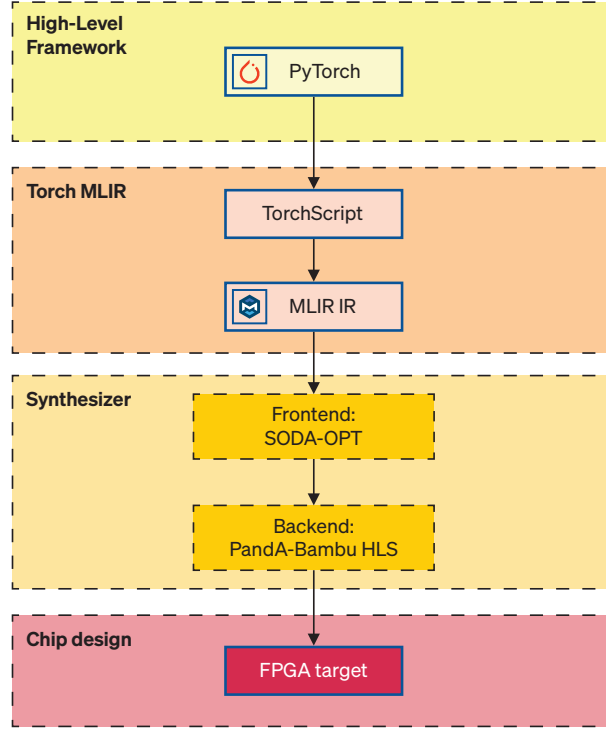 High-Level
Framework
PyTorch
Torch MLIR
TorchScript
MLIR IR
Synthesizer
Frontend:
SODA-OPT
Backend:
PandA-Bambu HLS
Chip design
FPGA target